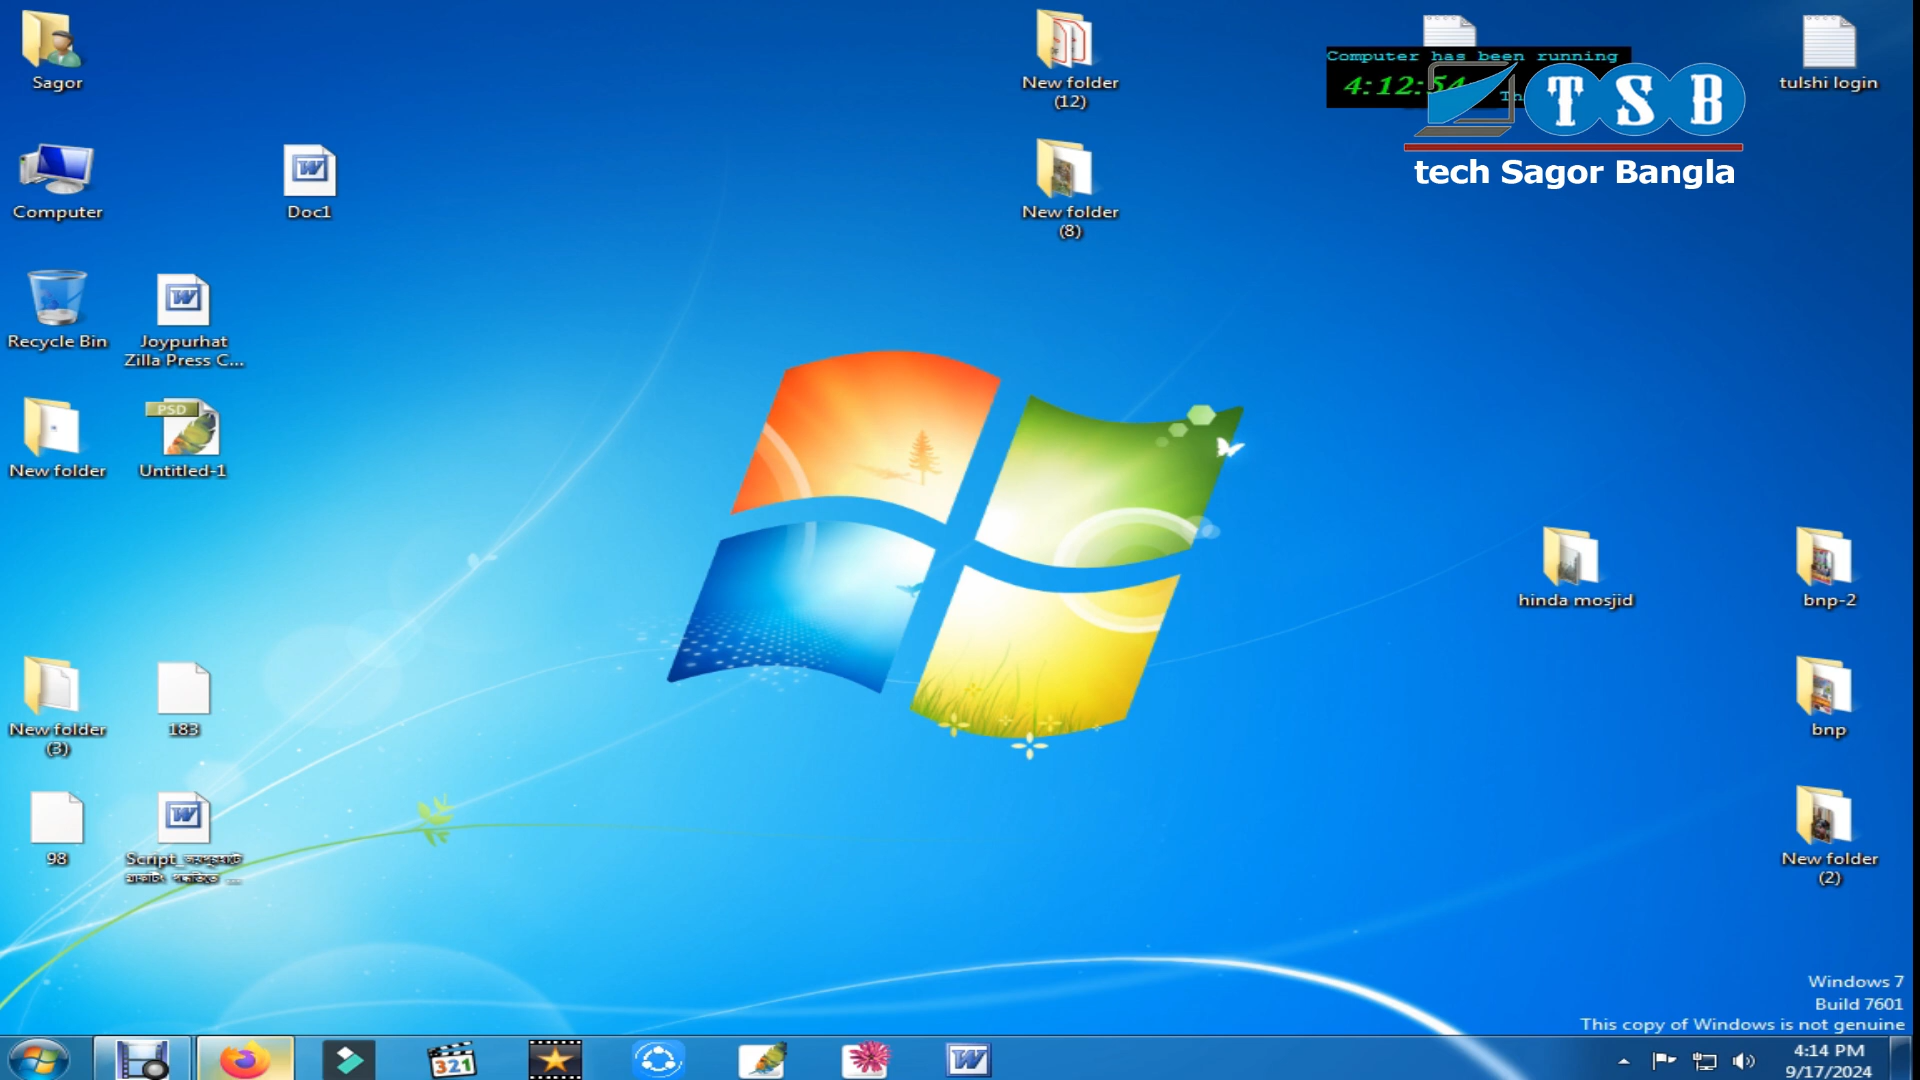 Sagor
New folder
(12)
Computer has been running
4:12:54
TSB
tech Sagor Bangla
tulshi login
Computer
Doc1
New folder
(8)
Recycle Bin
Joypurhat
Zilla Press C...
New folder
PSD
Untitled-1
hinda mosjid
bnp-2
New folder
(3)
183
bnp
98
Script_জয়পুরহাটে
...
New folder
(2)
Windows 7
Build 7601
This copy of Windows is not genuine
321
W
4:14 PM
9/17/2024